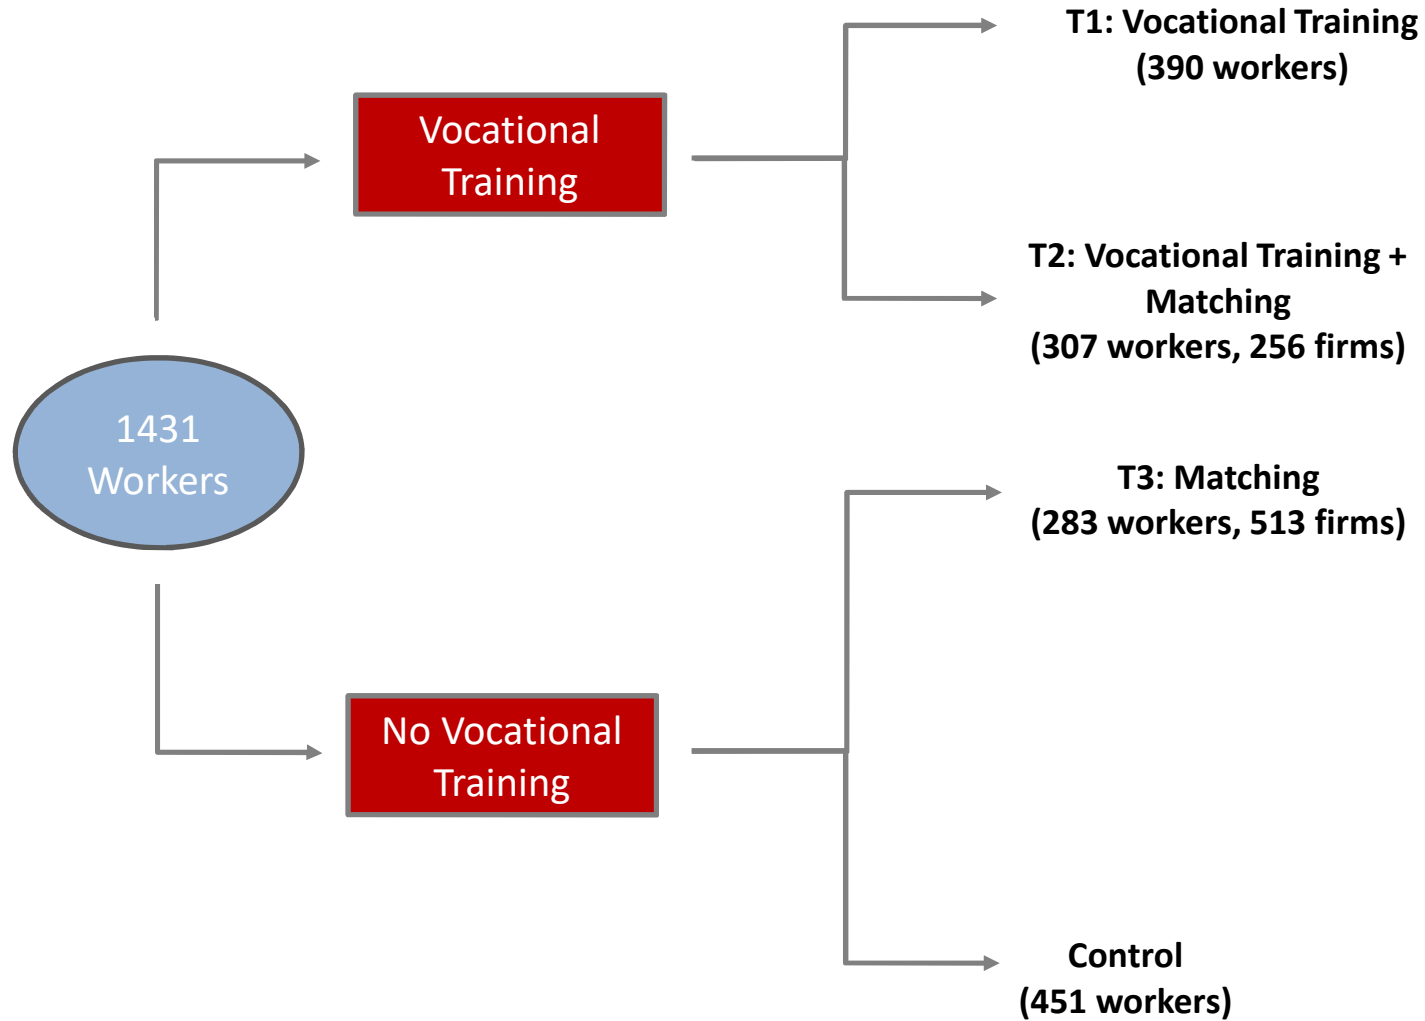 T1: Vocational Training
(390 workers)
Vocational
Training
T2: Vocational Training +
Matching
(307 workers, 256 firms)
1431
Workers
T3: Matching
(283 workers, 513 firms)
No Vocational
Training
Control
(451 workers)